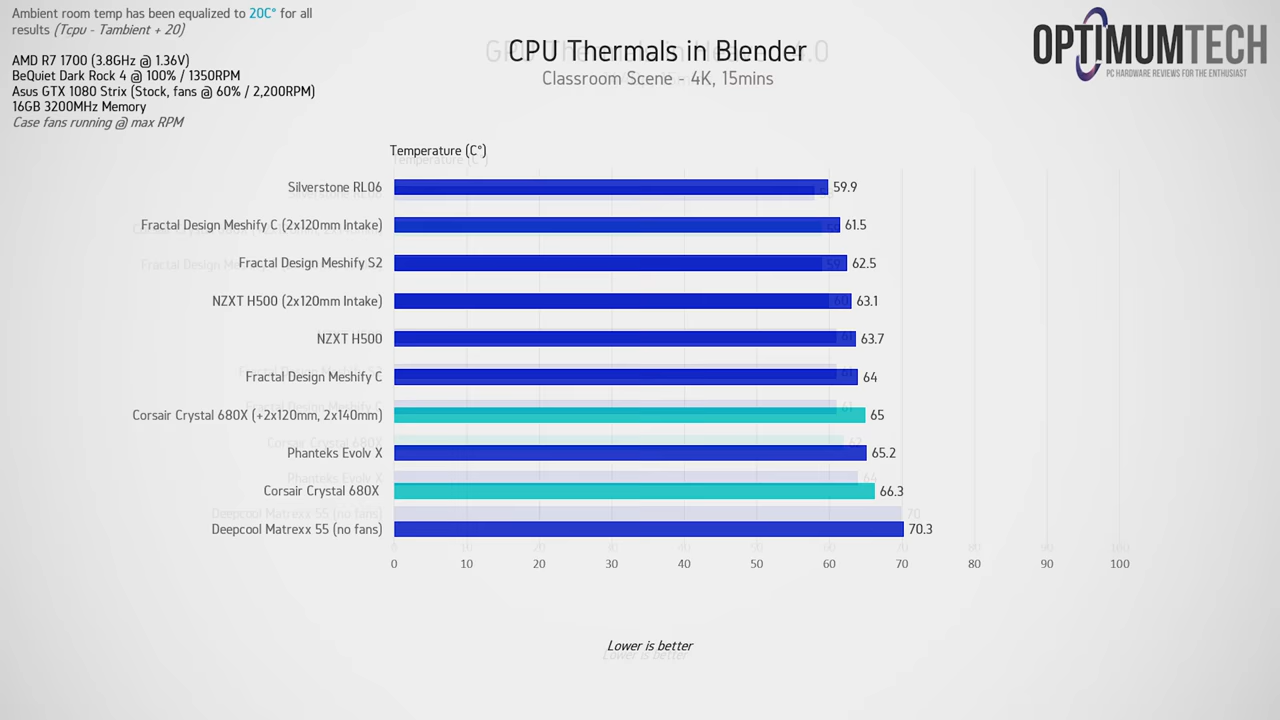 Ambient room temp has been equalized to 20C° for all
results (Tcpu - Tambient + 20)
AMD R7 1700 (3.8GHz @ 1.36V)
BeQuiet Dark Rock 4 @ 100% / 1350RPM
Asus GTX 1080 Strix (Stock, fans @ 60% / 2,200RPM)
16GB 3200MHz Memory
Case fans running @ max RPM
OPTIMUMTECH
PC HARDWARE REVIEWS FOR THE ENTHUSIAST
CPU Thermals in Blender
Classroom Scene - 4K, 15mins
Temperature (C°)
Silverstone RL06 59.9
Fractal Design Meshify C (2x120mm Intake) 61.5
Fractal Design Meshify S2 62.5
NZXT H500 (2x120mm Intake) 63.1
NZXT H500 63.7
Fractal Design Meshify C 64
Corsair Crystal 680X (+2x120mm, 2x140mm) 65
Phanteks Evolv X 65.2
Corsair Crystal 680X 66.3
Deepcool Matrexx 55 (no fans) 70.3
0 10 20 30 40 50 60 70 80 90 100
Lower is better